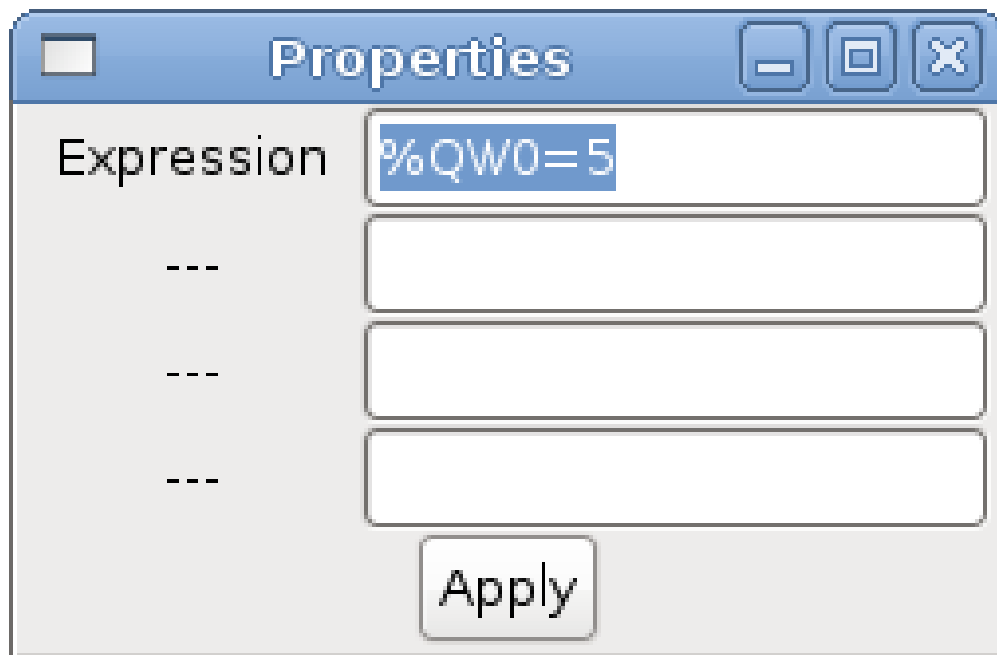 Properties
Expression %QW0=5
---
---
---
Apply